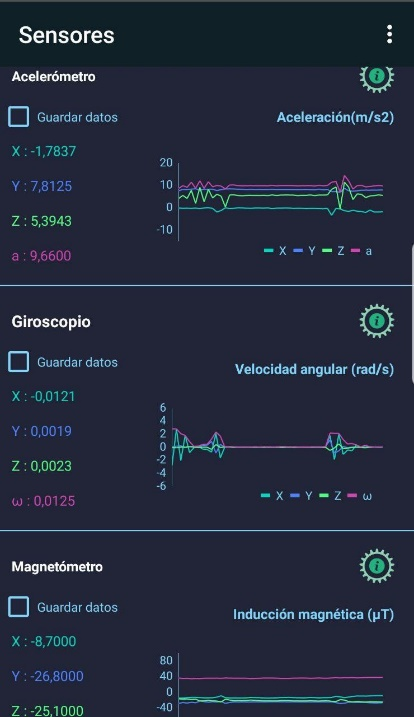 Sensores
Acelerómetro
Guardar datos
Aceleración(m/s2)
X : -1,7837
Y : 7,8125
Z : 5,3943
a : 9,6600
20
10
0
-10
X Y Z a
Giroscopio
Guardar datos
Velocidad angular (rad/s)
X : -0,0121
Y : 0,0019
Z : 0,0023
ω : 0,0125
6
4
2
0
-2
-4
-6
X Y Z ω
Magnetómetro
Guardar datos
Inducción magnética (µT)
X : -8,7000
Y : -26,8000
Z : -25,1000
80
40
0
-40